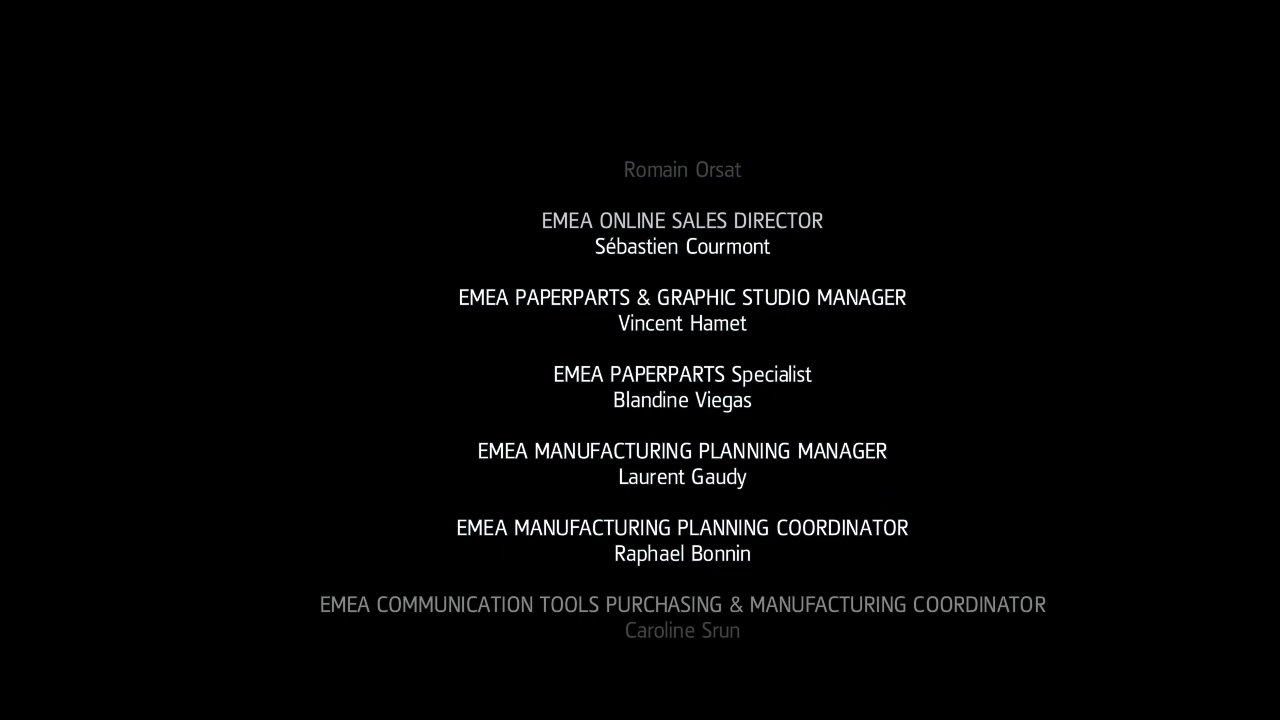 Romain Orsat
EMEA ONLINE SALES DIRECTOR
Sébastien Courmont
EMEA PAPERPARTS & GRAPHIC STUDIO MANAGER
Vincent Hamet
EMEA PAPERPARTS Specialist
Blandine Viegas
EMEA MANUFACTURING PLANNING MANAGER
Laurent Gaudy
EMEA MANUFACTURING PLANNING COORDINATOR
Raphael Bonnin
EMEA COMMUNICATION TOOLS PURCHASING & MANUFACTURING COORDINATOR
Caroline Srun